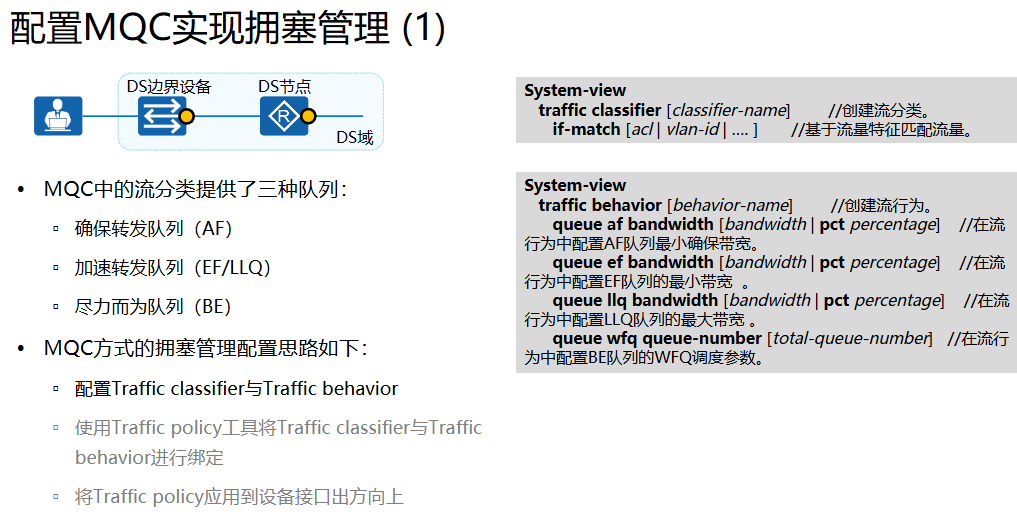 配置MQC实现拥塞管理 (1)
DS边界设备
DS节点
R
DS域
• MQC中的流分类提供了三种队列：
▫ 确保转发队列（AF）
▫ 加速转发队列（EF/LLQ）
▫ 尽力而为队列（BE）
• MQC方式的拥塞管理配置思路如下：
▫ 配置Traffic classifier与Traffic behavior
▫ 使用Traffic policy工具将Traffic classifier与Traffic
behavior进行绑定
▫ 将Traffic policy应用到设备接口出方向上
System-view
traffic classifier [classifier-name] //创建流分类。
if-match [acl | vlan-id | .... ] //基于流量特征匹配流量。
System-view
traffic behavior [behavior-name] //创建流行为。
queue af bandwidth [bandwidth | pct percentage] //在流
行为中配置AF队列最小确保带宽。
queue ef bandwidth [bandwidth | pct percentage] //在流
行为中配置EF队列的最小带宽 。
queue llq bandwidth [bandwidth | pct percentage] //在流
行为中配置LLQ队列的最大带宽 。
queue wfq queue-number [total-queue-number] //在流行
为中配置BE队列的WFQ调度参数。